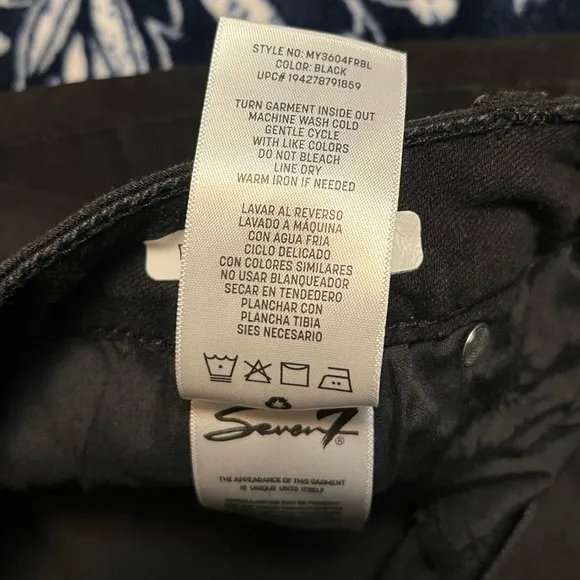 STYLE NO: MY3604FRBL
COLOR: BLACK
UPC# 194278791859
TURN GARMENT INSIDE OUT
MACHINE WASH COLD
GENTLE CYCLE
WITH LIKE COLORS
DO NOT BLEACH
LINE DRY
WARM IRON IF NEEDED
LAVAR AL REVERSO
LAVADO A MÁQUINA
CON AGUA FRIA
CICLO DELICADO
CON COLORES SIMILARES
NO USAR BLANQUEADOR
SECAR EN TENDEDERO
PLANCHAR CON
PLANCHA TIBIA
SIES NECESARIO
Seven7®
THE APPEARANCE OF THIS GARMENT
IS UNIQUE UNTO ITSELF